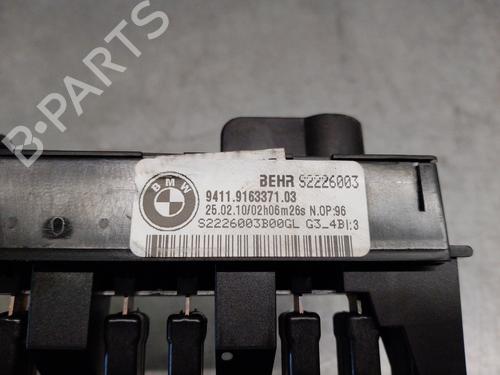 B-PARTS
BMW
BEHR S2226003
9411.9163371.03
25.02.10/02h06m26s N.OP:96
S2226003B00GL G3_4BI;3